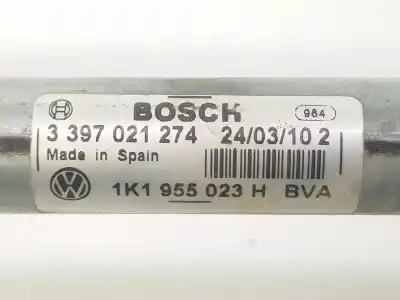 BOSCH 984
3 397 021 274 24/03/10 2
Made in Spain
1K1 955 023 H BVA